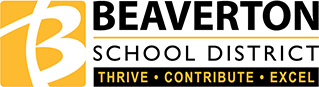 B BEAVERTON
SCHOOL DISTRICT
THRIVE • CONTRIBUTE • EXCEL